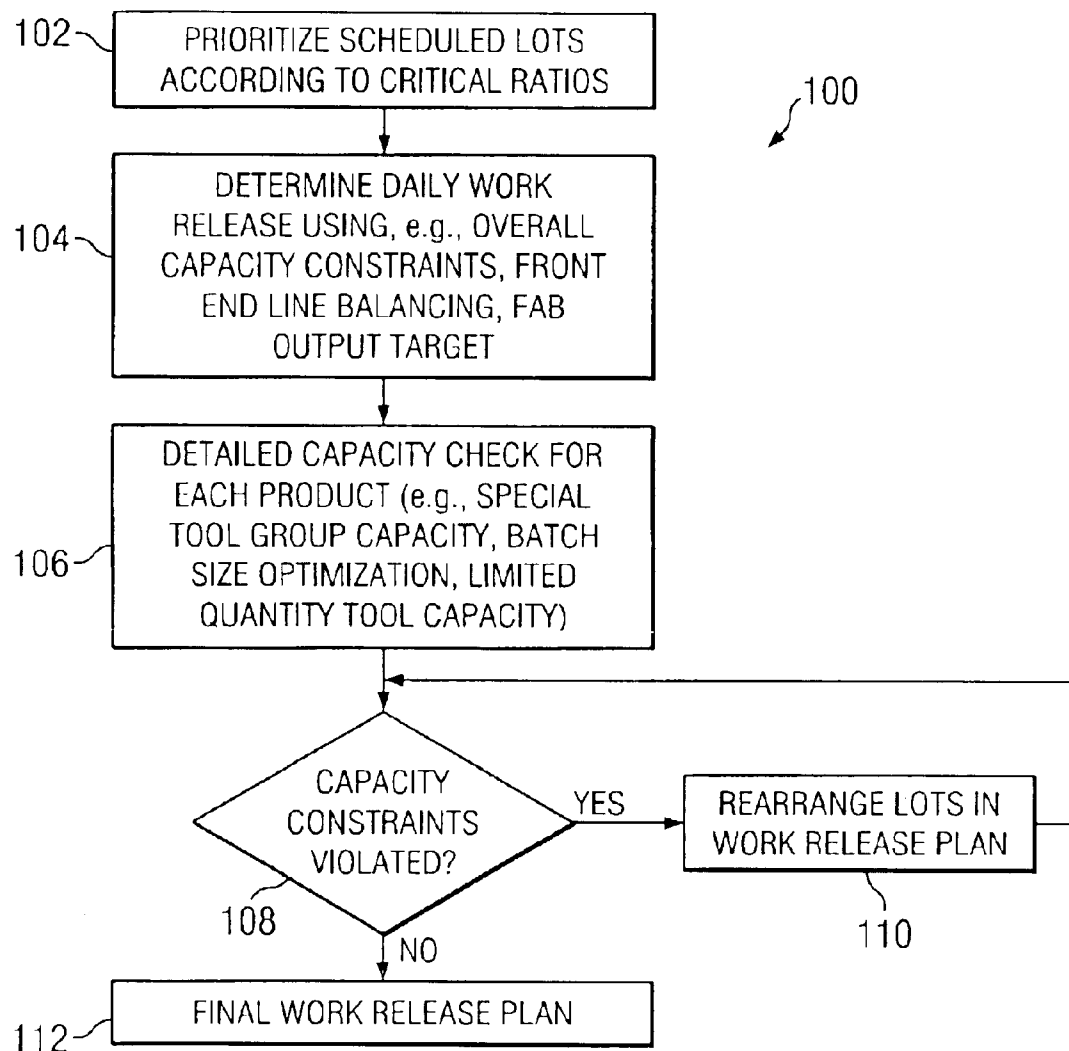 102
PRIORITIZE SCHEDULED LOTS
ACCORDING TO CRITICAL RATIOS
100
104
DETERMINE DAILY WORK
RELEASE USING, e.g., OVERALL
CAPACITY CONSTRAINTS, FRONT
END LINE BALANCING, FAB
OUTPUT TARGET
106
DETAILED CAPACITY CHECK FOR
EACH PRODUCT (e.g., SPECIAL
TOOL GROUP CAPACITY, BATCH
SIZE OPTIMIZATION, LIMITED
QUANTITY TOOL CAPACITY)
CAPACITY
CONSTRAINTS
VIOLATED?
108
YES
REARRANGE LOTS IN
WORK RELEASE PLAN
110
NO
FINAL WORK RELEASE PLAN
112